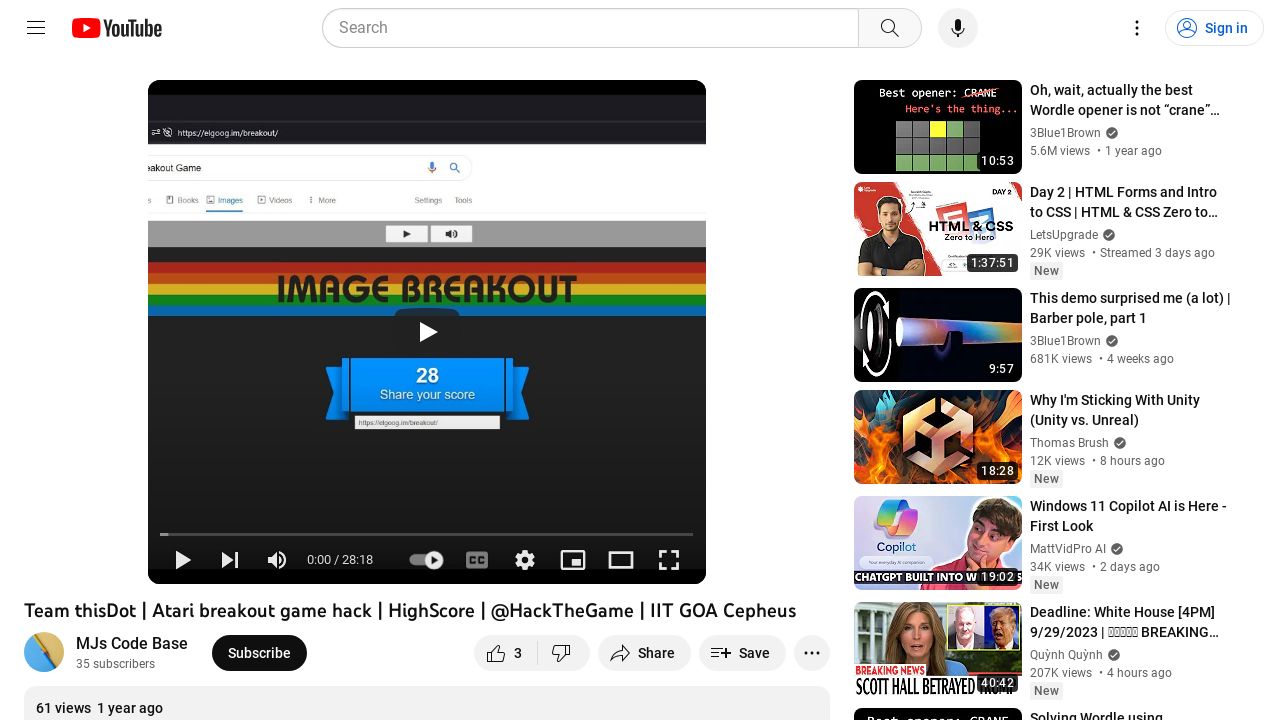 YouTube
Search
Sign in
https://elgoog.im/breakout/
eakout Game
Books
Images
Videos
More
Settings
Tools
IMAGE BREAKOUT
28
Share your score
https://elgoog.im/breakout/
0:00 / 28:18
CC
Team thisDot | Atari breakout game hack | HighScore | @HackTheGame | IIT GOA Cepheus
MJs Code Base
35 subscribers
Subscribe
3
Share
Save
61 views 1 year ago
Best opener: CRANE
Here's the thing...
10:53
Oh, wait, actually the best
Wordle opener is not “crane”…
3Blue1Brown
5.6M views • 1 year ago
DAY 2
HTML & CSS
Zero to Hero
1:37:51
Day 2 | HTML Forms and Intro
to CSS | HTML & CSS Zero to…
LetsUpgrade
29K views • Streamed 3 days ago
New
9:57
This demo surprised me (a lot) |
Barber pole, part 1
3Blue1Brown
681K views • 4 weeks ago
18:28
Why I'm Sticking With Unity
(Unity vs. Unreal)
Thomas Brush
12K views • 8 hours ago
New
Copilot
Your everyday AI companion
CHATGPT BUILT INTO W
19:02
Windows 11 Copilot AI is Here -
First Look
MattVidPro AI
34K views • 2 days ago
New
BREAKING NEWS
SCOTT HALL BETRAYED TRUMP
40:42
Deadline: White House [4PM]
9/29/2023 | BREAKING…
Quỳnh Quỳnh
207K views • 4 hours ago
New
Best opener: CRANE
Solving Wordle using